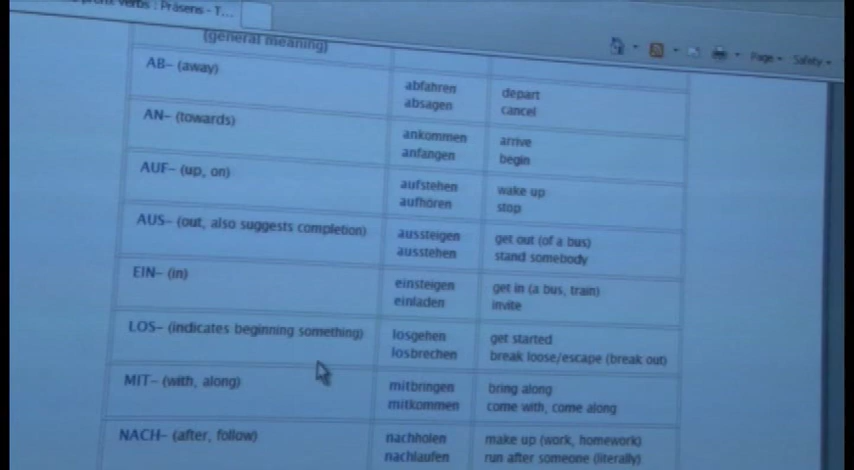 verbs : Präsens - T...
Page
Safety
(general meaning)
AB– (away)
abfahren
depart
absagen
cancel
AN– (towards)
ankommen
arrive
anfangen
begin
AUF– (up, on)
aufstehen
wake up
aufhören
stop
AUS– (out, also suggests completion)
aussteigen
get out (of a bus)
ausstehen
stand somebody
EIN– (in)
einsteigen
get in (a bus, train)
einladen
invite
LOS– (indicates beginning something)
losgehen
get started
losbrechen
break loose/escape (break out)
MIT– (with, along)
mitbringen
bring along
mitkommen
come with, come along
NACH– (after, follow)
nachholen
make up (work, homework)
nachlaufen
run after someone (literally)